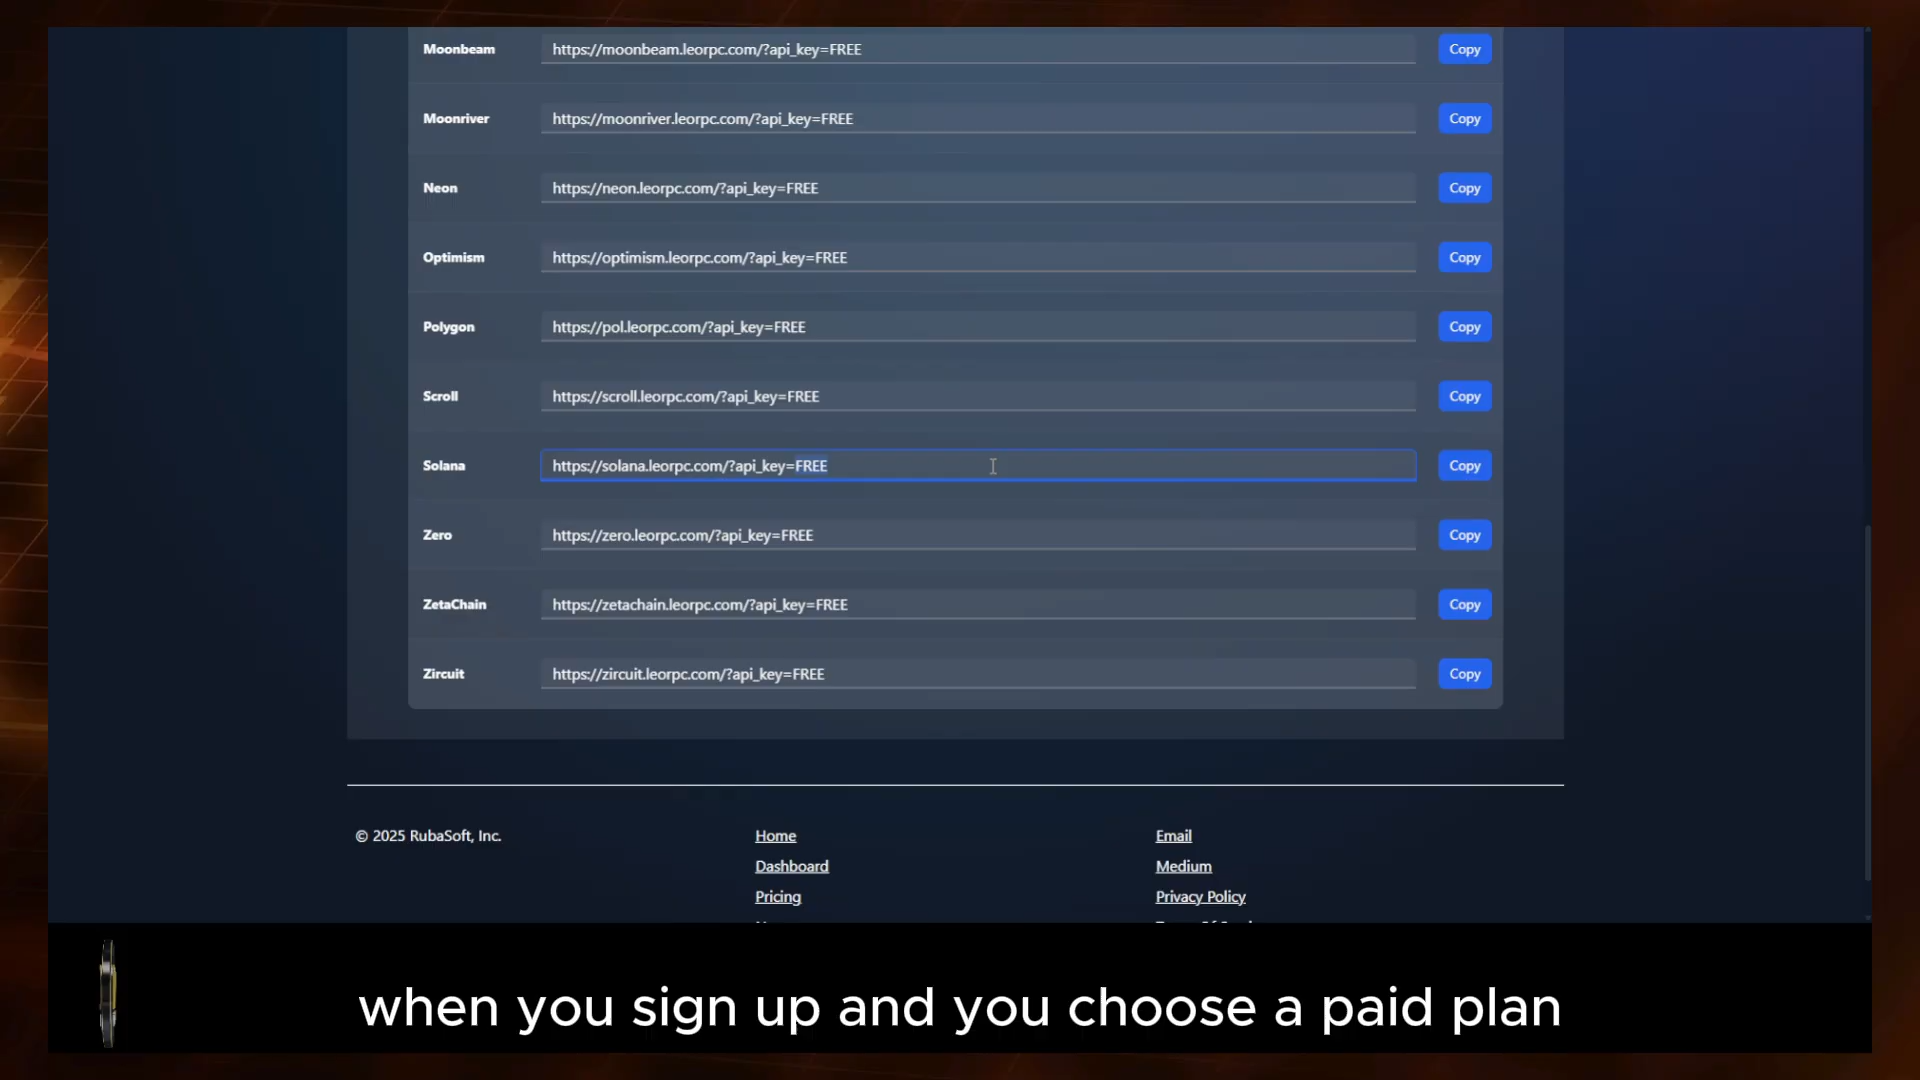 Moonbeam https://moonbeam.leorpc.com/?api_key=FREE Copy
Moonriver https://moonriver.leorpc.com/?api_key=FREE Copy
Neon https://neon.leorpc.com/?api_key=FREE Copy
Optimism https://optimism.leorpc.com/?api_key=FREE Copy
Polygon https://pol.leorpc.com/?api_key=FREE Copy
Scroll https://scroll.leorpc.com/?api_key=FREE Copy
Solana https://solana.leorpc.com/?api_key=FREE Copy
Zero https://zero.leorpc.com/?api_key=FREE Copy
ZetaChain https://zetachain.leorpc.com/?api_key=FREE Copy
Zircuit https://zircuit.leorpc.com/?api_key=FREE Copy
© 2025 RubaSoft, Inc. Home Email
Dashboard Medium
Pricing Privacy Policy
when you sign up and you choose a paid plan